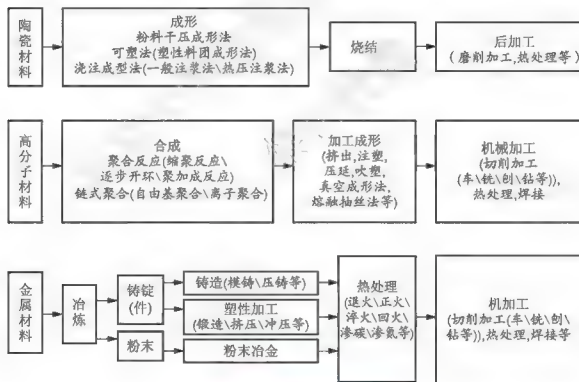 陶瓷材料
成形
粉料干压成形法
可塑法(塑性料团成形法)
浇注成型法(一般注浆法\热压注浆法)
烧结
后加工
(磨削加工,热处理等)
高分子材料
合成
聚合反应(缩聚反应\
逐步开环\聚加成反应)
链式聚合(自由基聚合\离子聚合)
加工成形
(挤出,注塑,
压延,吹塑,
真空成形法,
熔融抽丝法等)
机械加工
(切削加工
(车\铣\刨\钻等)),
热处理,焊接
金属材料
冶炼
铸锭
(件)
粉末
铸造(模铸\压铸等)
塑性加工
(锻造\挤压\冲压等)
粉末冶金
热处理
(退火\正火\
淬火\回火\
渗碳\渗氮等)
机加工
(切削加工(车\铣\刨\
钻等)),热处理,焊接等